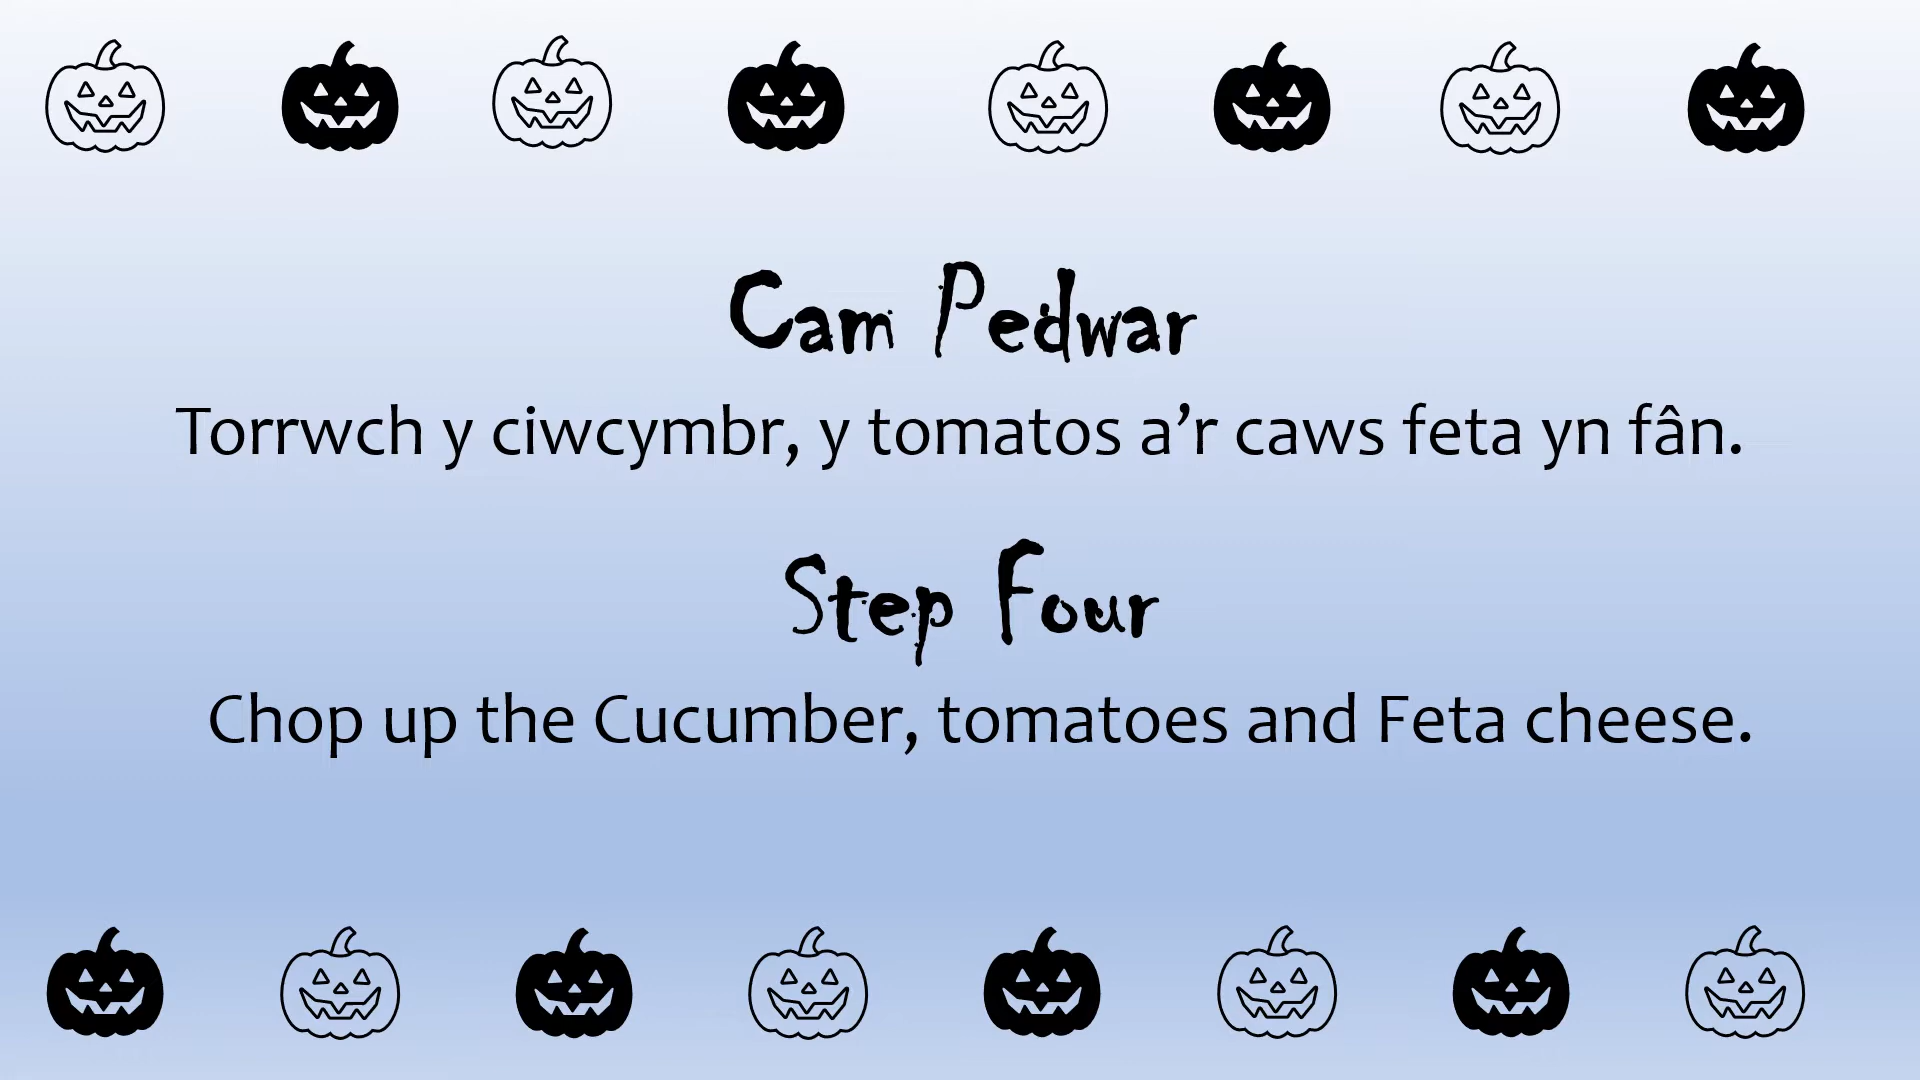 Cam Pedwar
Torrwch y ciwcymbr, y tomatos a’r caws feta yn fân.
Step Four
Chop up the Cucumber, tomatoes and Feta cheese.